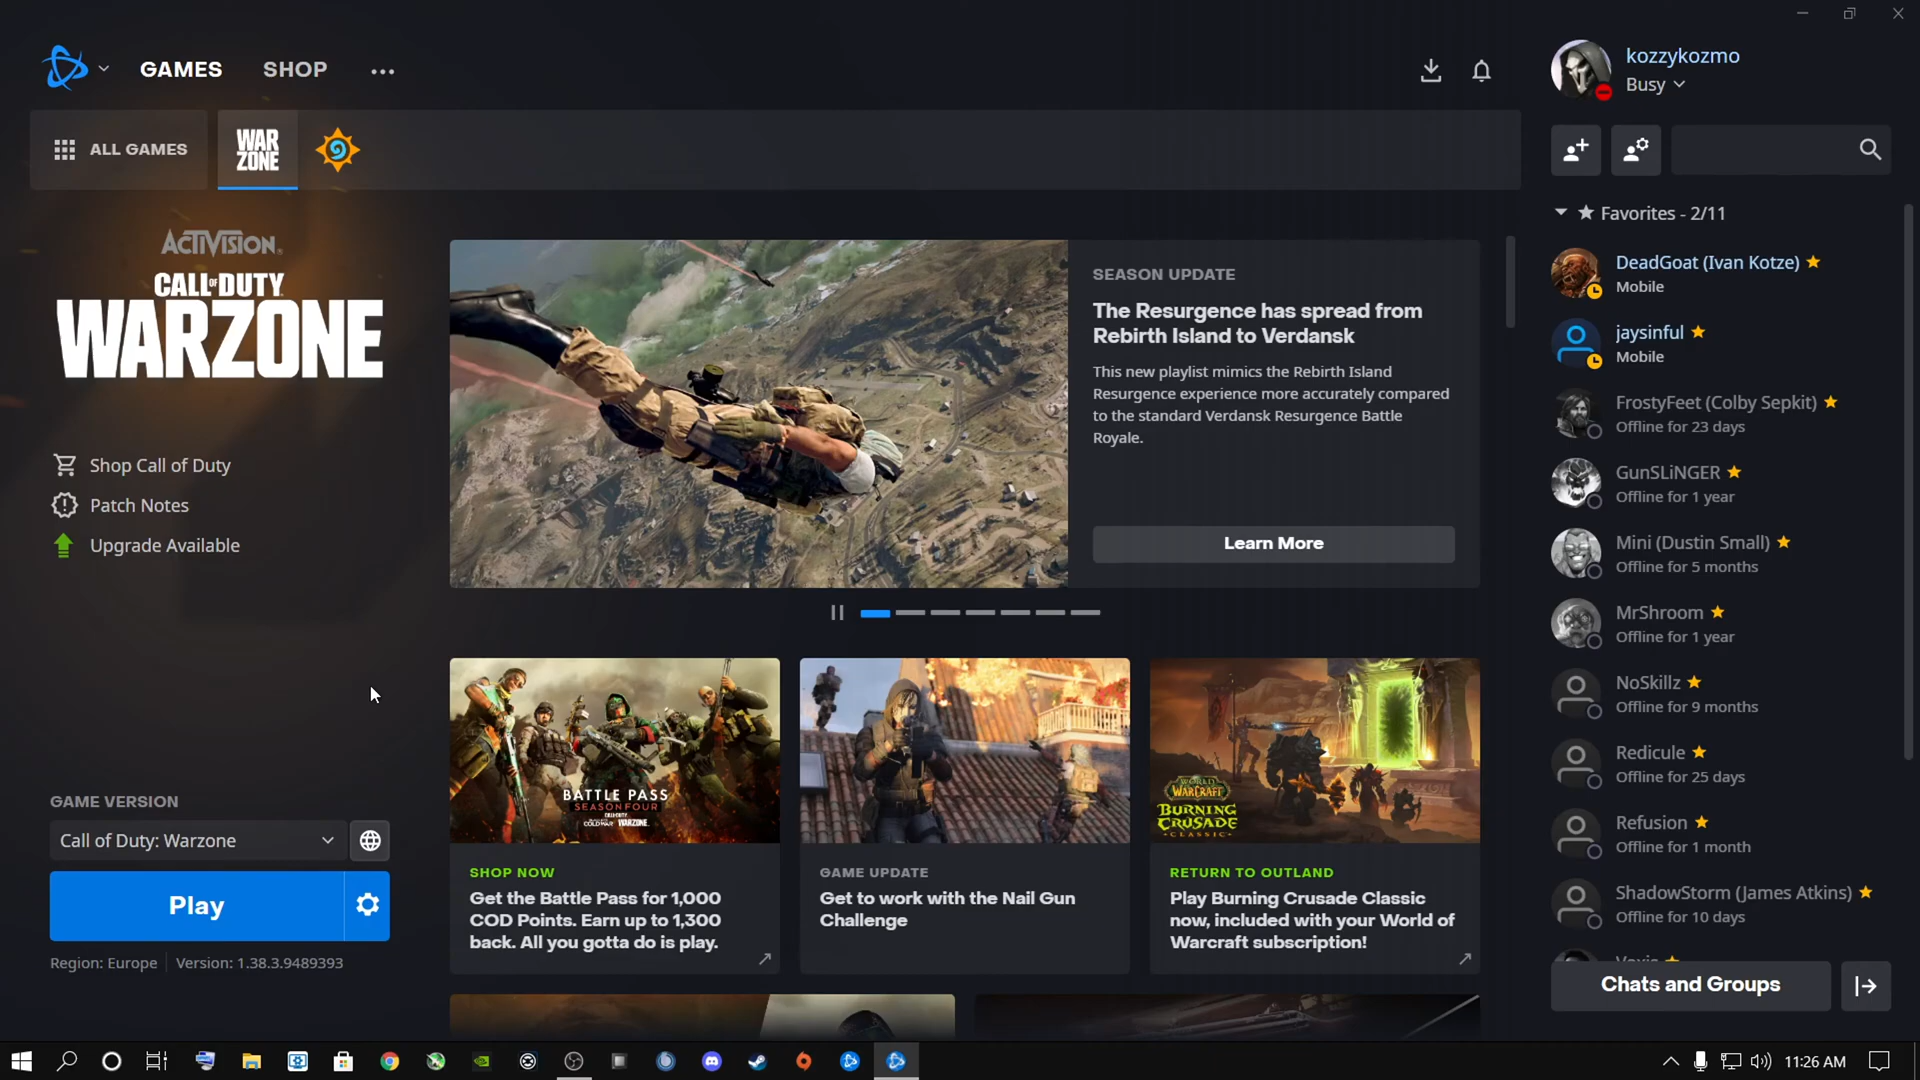 GAMES
SHOP
kozzykozmo
Busy
ALL GAMES
WAR
ZONE
Favorites - 2/11
ACTIVISION.
CALL OF DUTY
WARZONE
Shop Call of Duty
Patch Notes
Upgrade Available
SEASON UPDATE
The Resurgence has spread from
Rebirth Island to Verdansk
This new playlist mimics the Rebirth Island
Resurgence experience more accurately compared
to the standard Verdansk Resurgence Battle
Royale.
Learn More
DeadGoat (Ivan Kotze)
Mobile
jaysinful
Mobile
FrostyFeet (Colby Sepkit)
Offline for 23 days
GunSLiNGER
Offline for 1 year
Mini (Dustin Small)
Offline for 5 months
MrShroom
Offline for 1 year
NoSkillz
Offline for 9 months
Redicule
Offline for 25 days
Refusion
Offline for 1 month
ShadowStorm (James Atkins)
Offline for 10 days
Chats and Groups
GAME VERSION
Call of Duty: Warzone
Play
Region: Europe
Version: 1.38.3.9489393
BATTLE PASS
SEASON FOUR
SHOP NOW
Get the Battle Pass for 1,000
COD Points. Earn up to 1,300
back. All you gotta do is play.
GAME UPDATE
Get to work with the Nail Gun
Challenge
WORLD
WARCRAFT
BURNING
CRUSADE
CLASSIC
RETURN TO OUTLAND
Play Burning Crusade Classic
now, included with your World of
Warcraft subscription!
11:26 AM